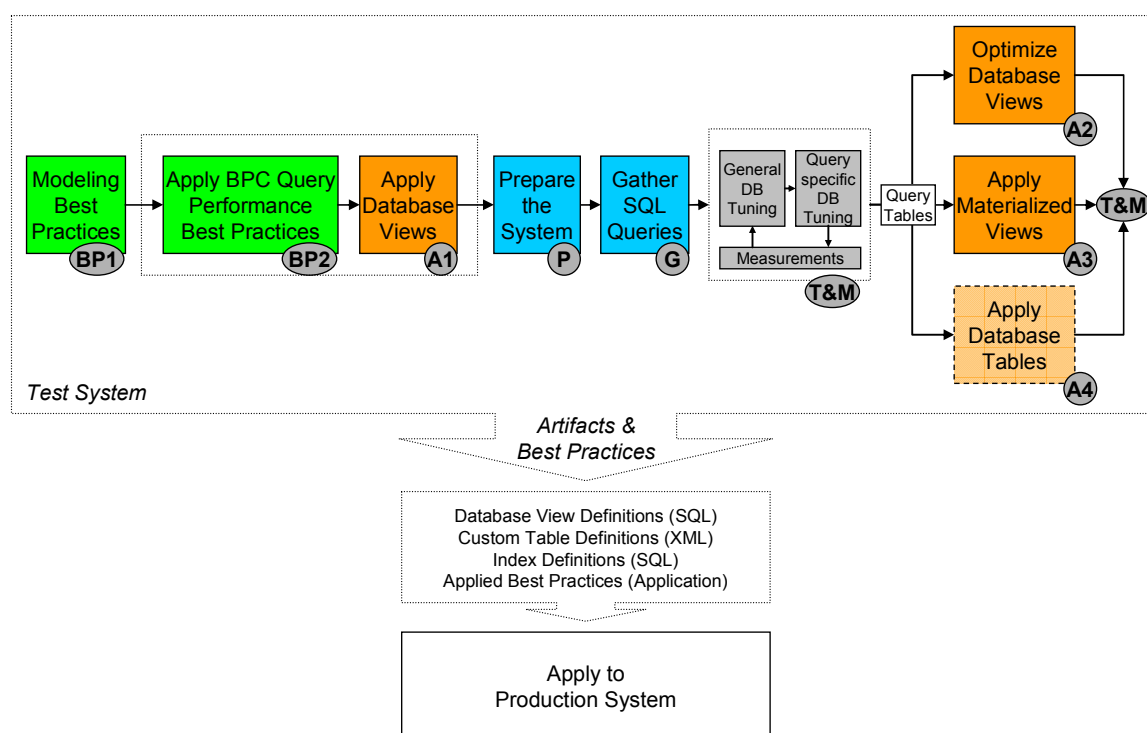 Modeling
Best
Practices
BP1
Apply BPC Query
Performance
Best Practices
BP2
Apply
Database
Views
A1
Prepare
the
System
P
Gather
SQL
Queries
G
General
DB
Tuning
Query
specific
DB
Tuning
Measurements
T&M
Query
Tables
Optimize
Database
Views
A2
Apply
Materialized
Views
A3
Apply
Database
Tables
A4
T&M
Test System
Artifacts &
Best Practices
Database View Definitions (SQL)
Custom Table Definitions (XML)
Index Definitions (SQL)
Applied Best Practices (Application)
Apply to
Production System